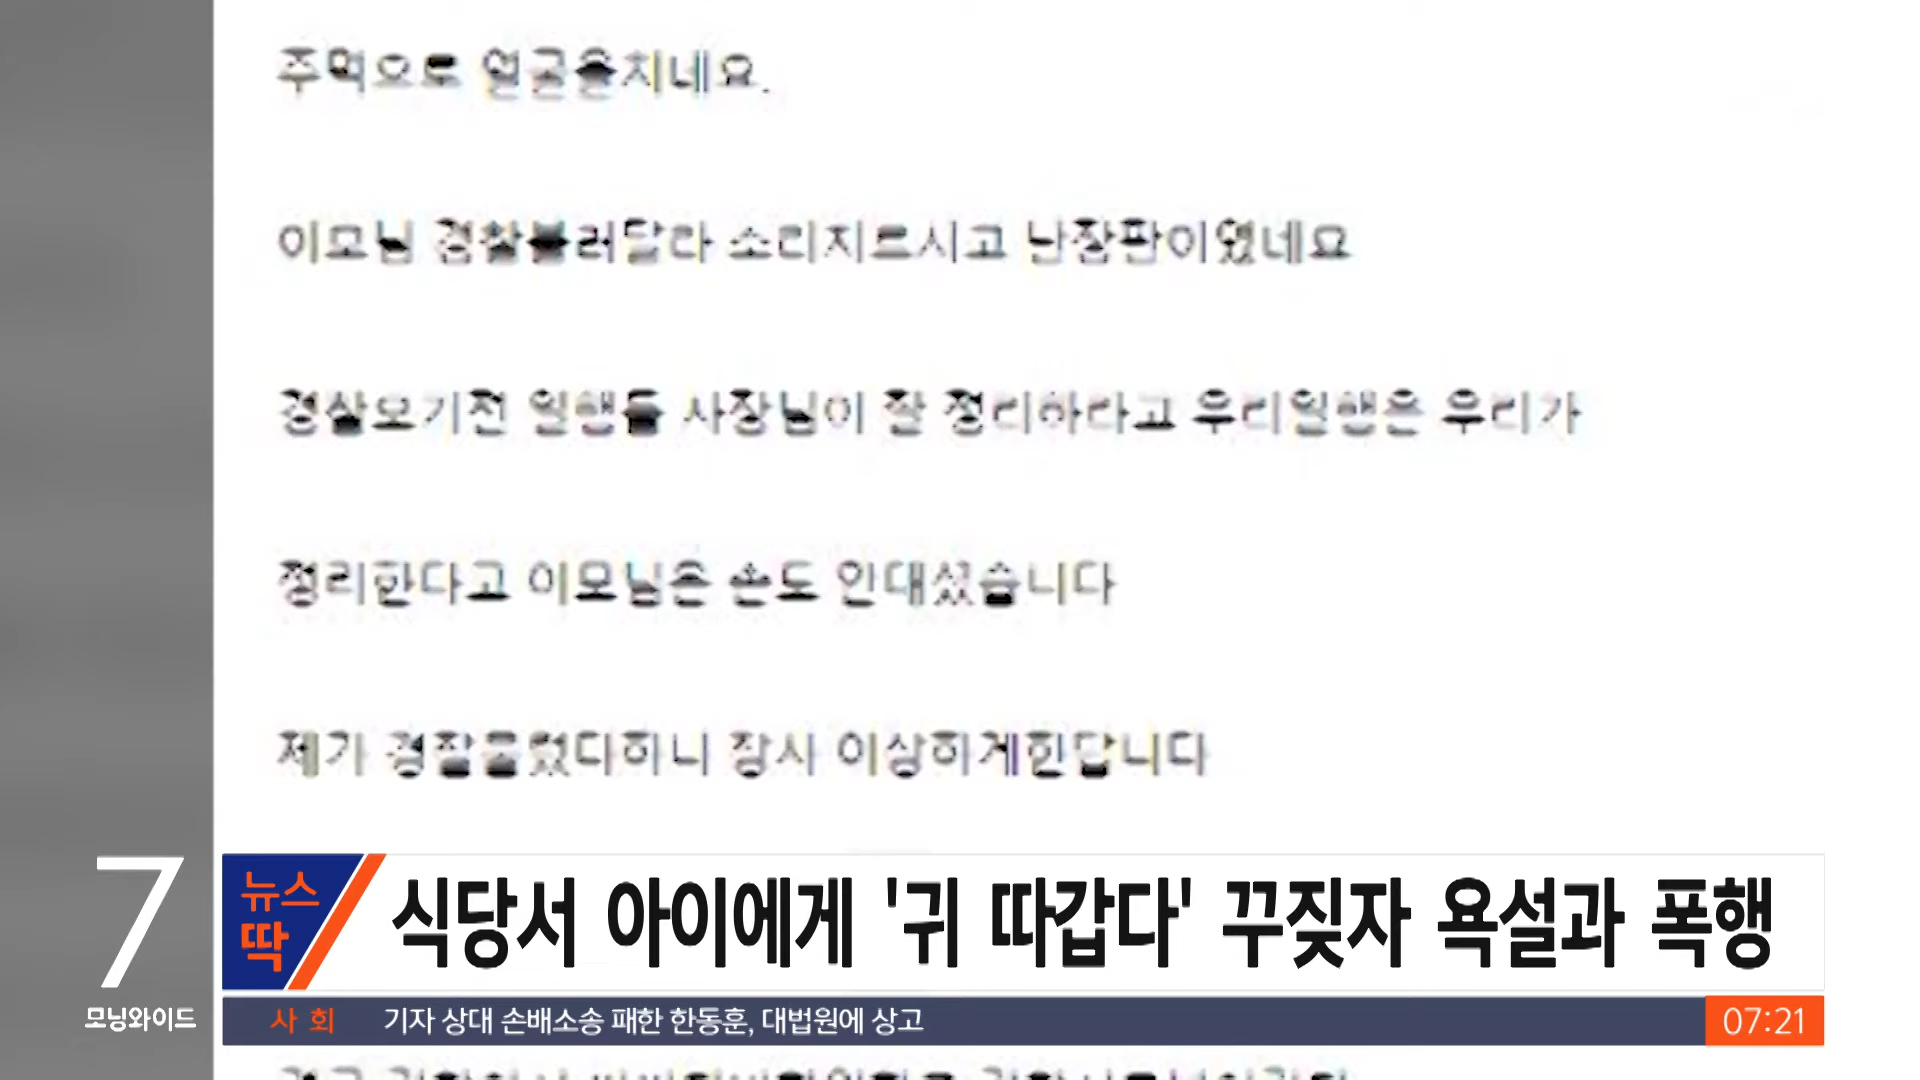 주먹으로 얼굴을치네요.
이모님 경찰불러달라 소리지르시고 난장판이였네요
경찰오기전 일행들 사장님이 잘 정리하라고 우리일행은 우리가
정리한다고 이모님은 손도 안대셨습니다
제가 경찰불렀다하니 장사 이상하게한답니다
7
모닝와이드
뉴스
딱
식당서 아이에게 '귀 따갑다' 꾸짖자 욕설과 폭행
사 회 기자 상대 손배소송 패한 한동훈, 대법원에 상고 07:21